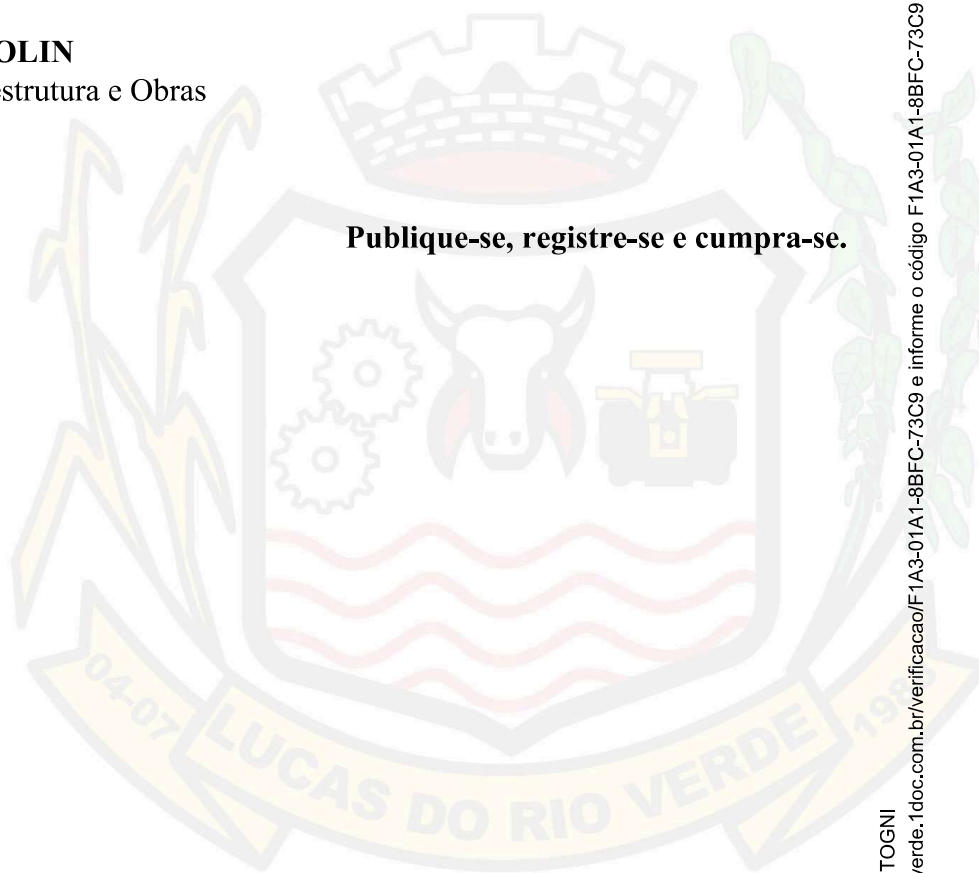 OLIN
estrutura e Obras
Publique-se, registre-se e cumpra-se.
04-07
LUCAS DO RIO VERDE
1988
TOGNI
verde.1doc.com.br/verificacao/F1A3-01A1-8BFC-73C9 e informe o código F1A3-01A1-8BFC-73C9